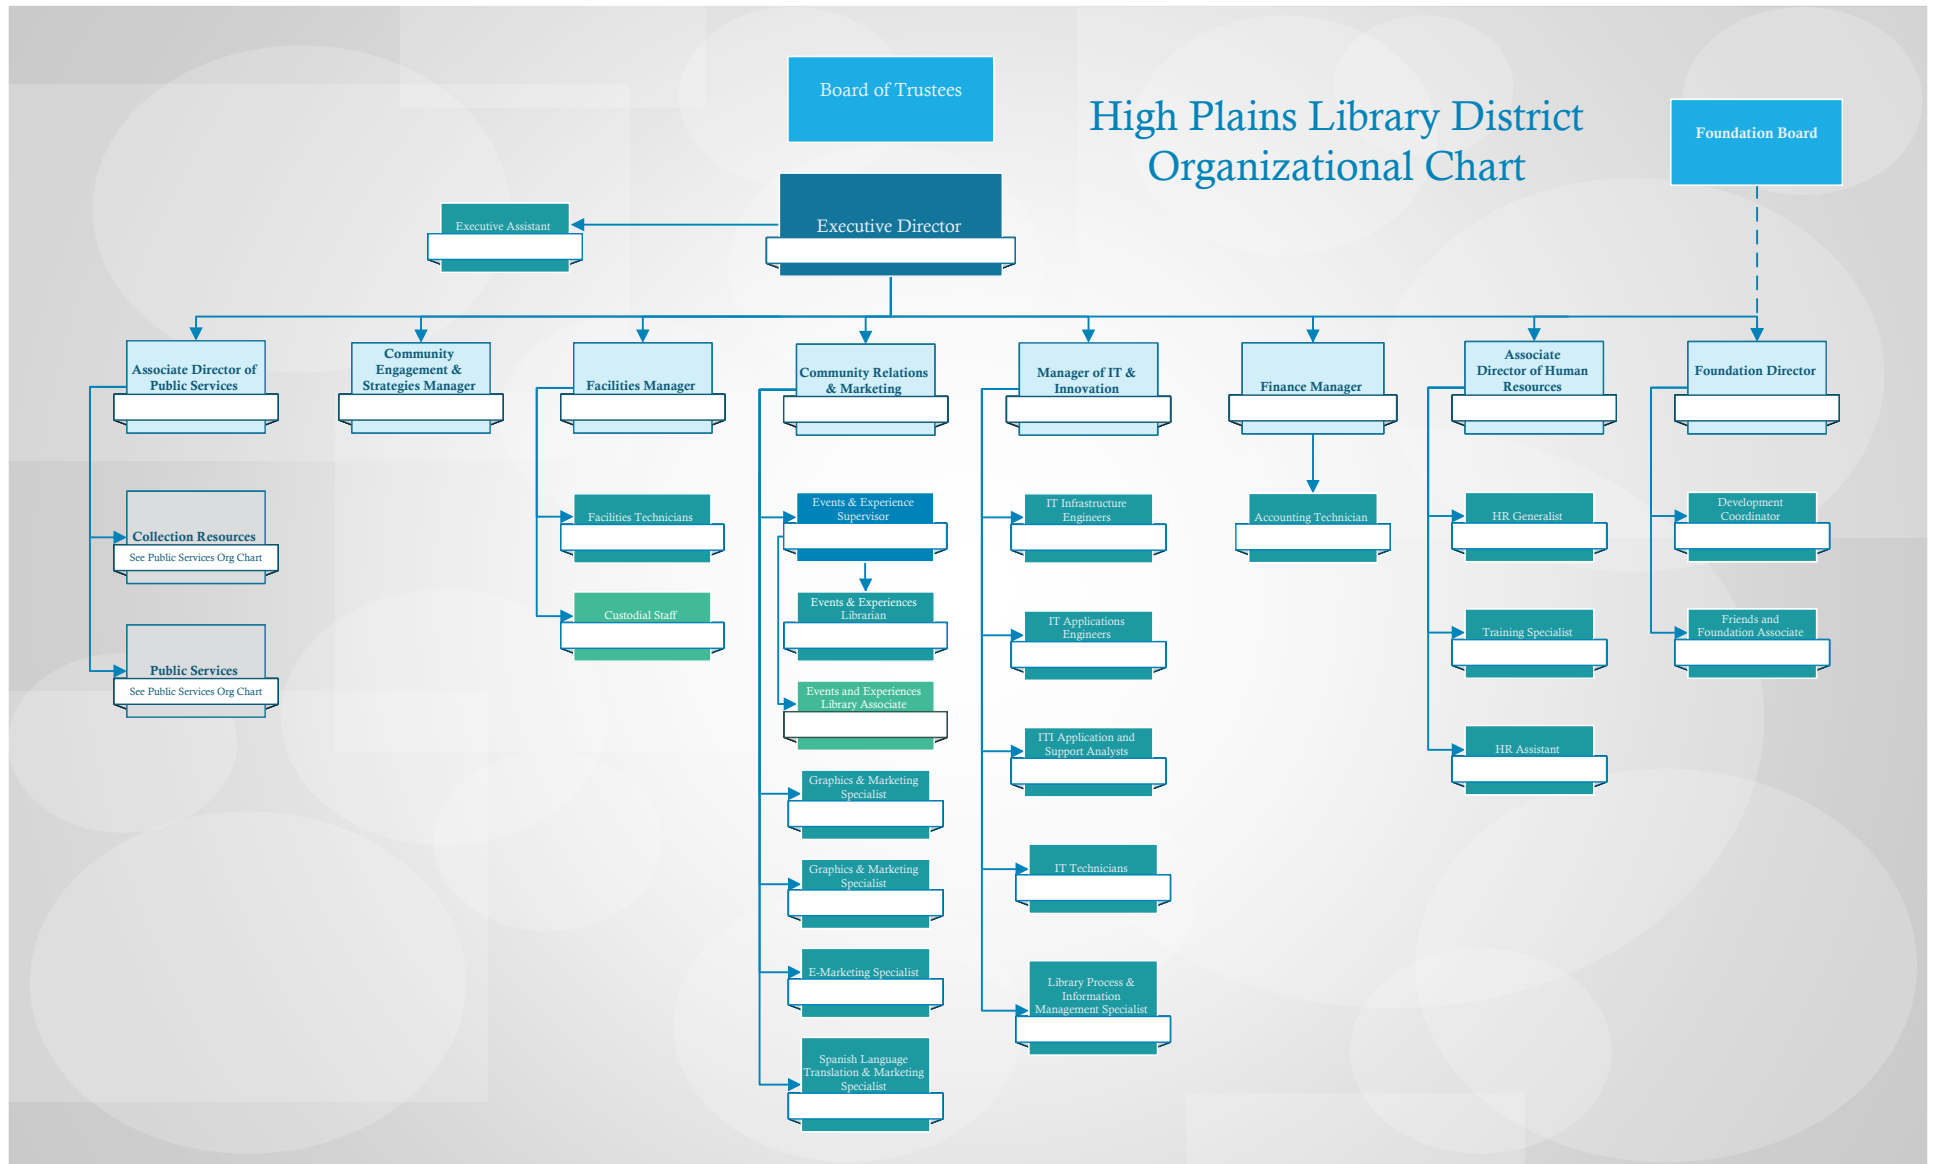 Board of Trustees
High Plains Library District
Organizational Chart
Foundation Board
Executive Director
Executive Assistant
Associate Director of
Public Services
Community
Engagement &
Strategies Manager
Facilities Manager
Community Relations
& Marketing
Manager of IT &
Innovation
Finance Manager
Associate
Director of Human
Resources
Foundation Director
Collection Resources
See Public Services Org Chart
Public Services
See Public Services Org Chart
Facilities Technicians
Custodial Staff
Events & Experience
Supervisor
Events & Experiences
Librarian
Events and Experiences
Library Associate
Graphics & Marketing
Specialist
Graphics & Marketing
Specialist
E-Marketing Specialist
Spanish Language
Translation & Marketing
Specialist
IT Infrastructure
Engineers
IT Applications
Engineers
ITI Application and
Support Analysts
IT Technicians
Library Process &
Information
Management Specialist
Accounting Technician
HR Generalist
Training Specialist
HR Assistant
Development
Coordinator
Friends and
Foundation Associate